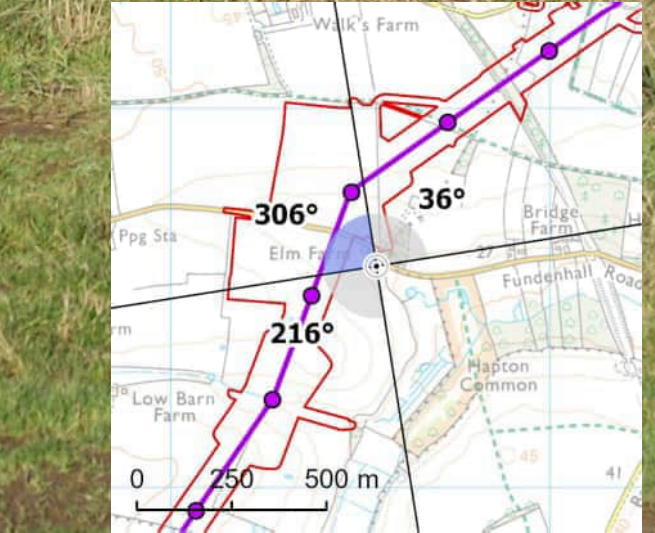 Walk's Farm
306°
36°
Ppg Sta
Elm Fa
Bridge
Farm
27
Fundenhall Road
216°
Hapton
Common
Low Barn
Farm
0 250 500 m
45
41